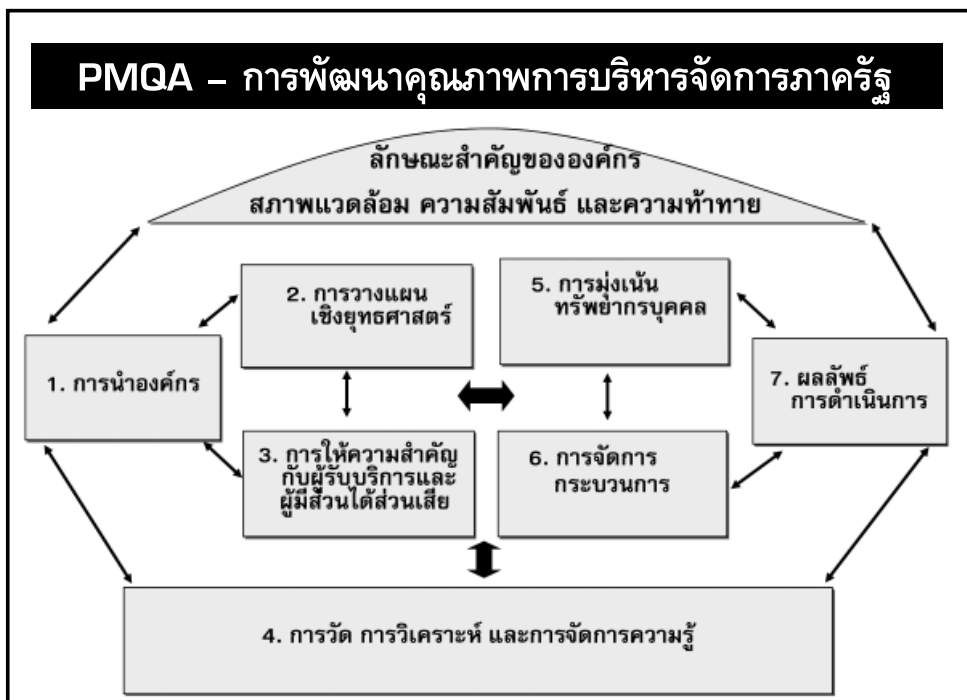 PMQA – การพัฒนาคุณภาพการบริหารจัดการภาครัฐ
ลักษณะสำคัญขององค์กร
สภาพแวดล้อม ความสัมพันธ์ และความท้าทาย
1. การนำองค์กร
2. การวางแผน
เชิงยุทธศาสตร์
3. การให้ความสำคัญ
กับผู้รับบริการและ
ผู้มีส่วนได้ส่วนเสีย
5. การมุ่งเน้น
ทรัพยากรบุคคล
6. การจัดการ
กระบวนการ
7. ผลลัพธ์
การดำเนินการ
4. การวัด การวิเคราะห์ และการจัดการความรู้